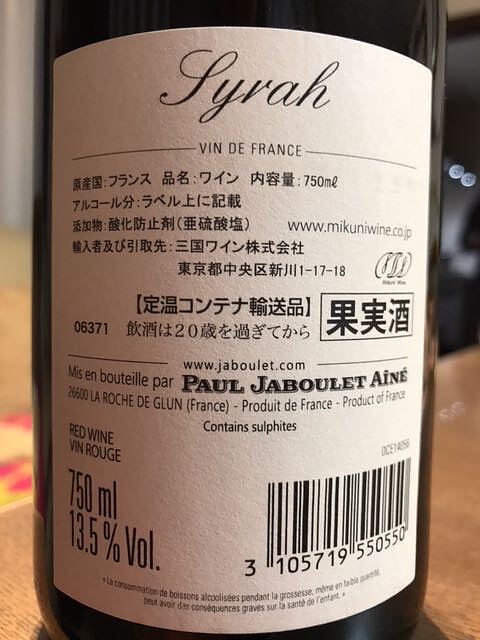 Syrah
VIN DE FRANCE
原産国:フランス 品名:ワイン 内容量:750mℓ
アルコール分:ラベル上に記載
添加物:酸化防止剤(亜硫酸塩) www.mikuniwine.co.jp
輸入者及び引取先:三国ワイン株式会社
東京都中央区新川1-17-18
Mikuni Wine
【定温コンテナ輸送品】 果実酒
06371 飲酒は20歳を過ぎてから
www.jaboulet.com
Mis en bouteille par PAUL JABOULET AÎNÉ
26600 LA ROCHE DE GLUN (France) - Produit de France - Product of France
Contains sulphites
RED WINE
VIN ROUGE
0CE14056
750 ml
13.5 % Vol.
3 105719 550550
« La consommation de boissons alcoolisées pendant la grossesse, même en faible quantité,
peut avoir des conséquences graves sur la santé de l'enfant. »